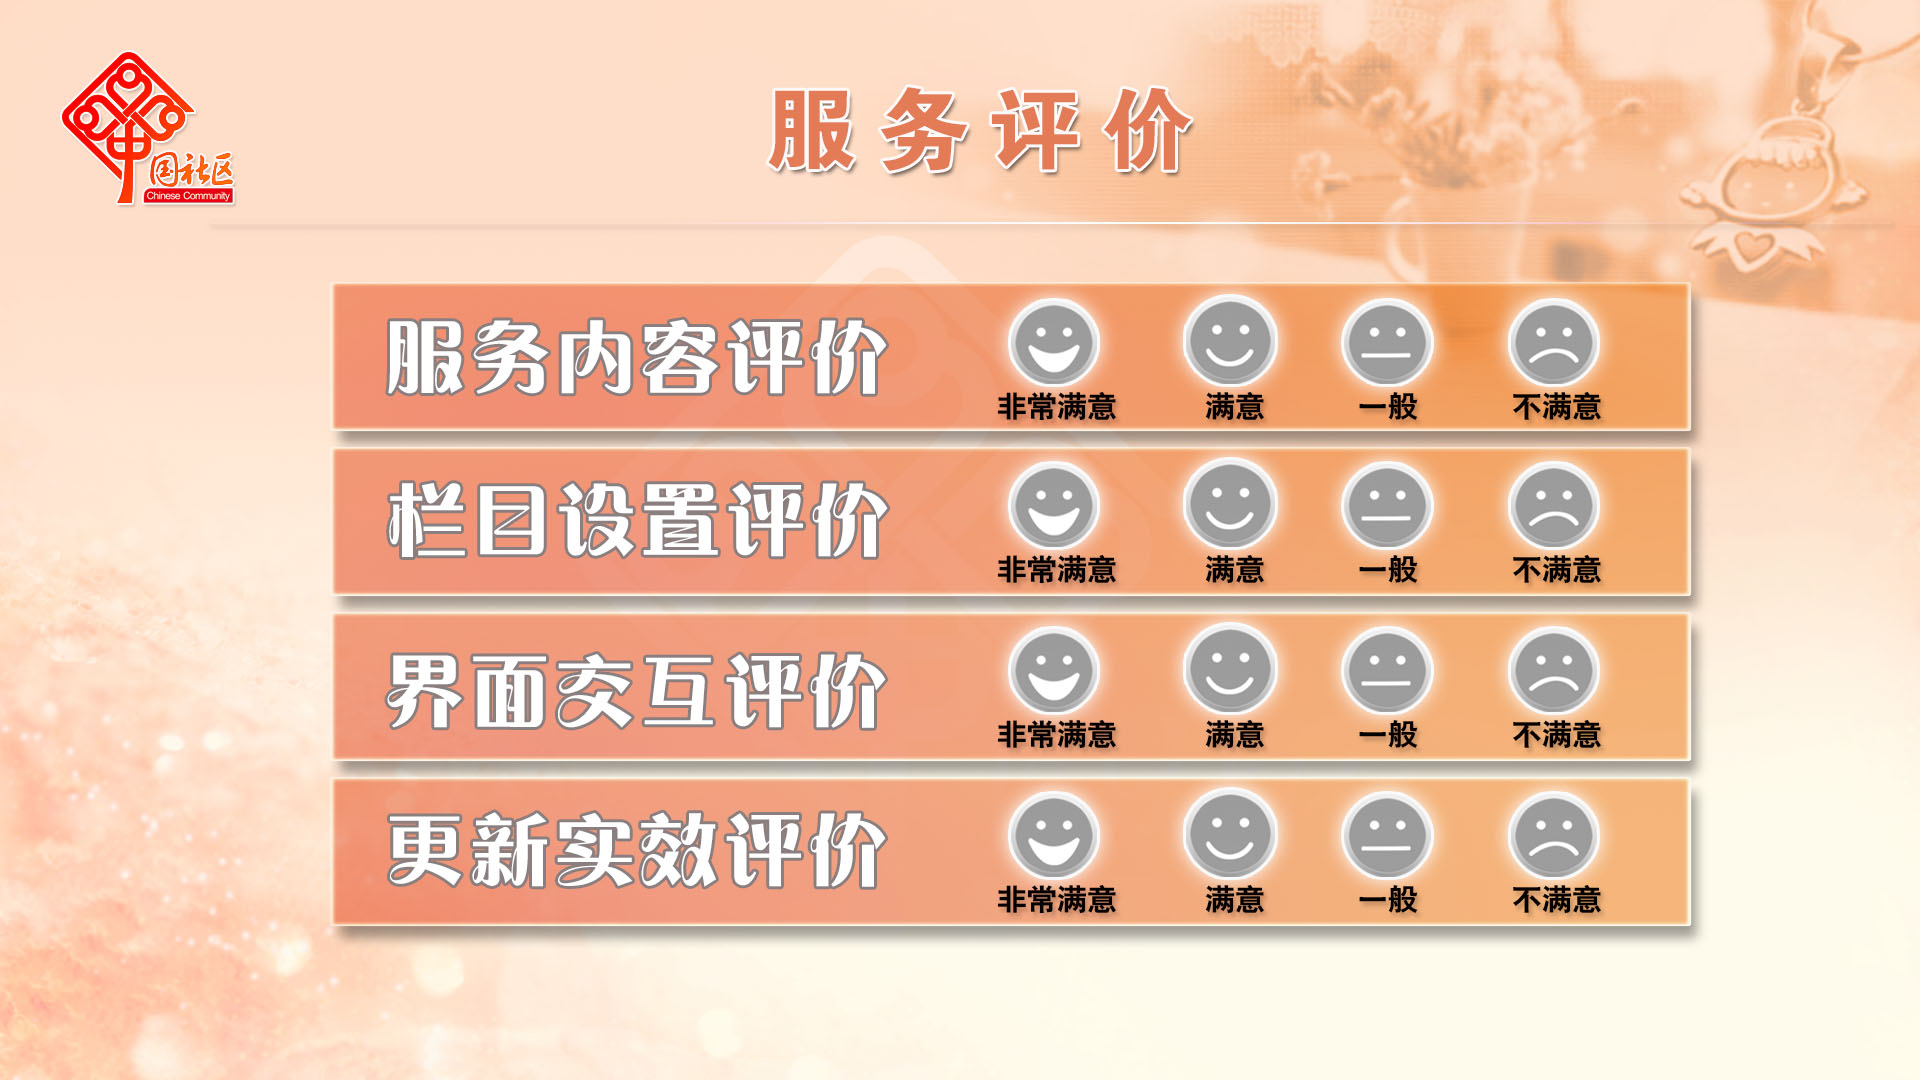 中国社区
Chinese Community
服务评价
服务内容评价
非常满意 满意 一般 不满意
栏目设置评价
非常满意 满意 一般 不满意
界面交互评价
非常满意 满意 一般 不满意
更新实效评价
非常满意 满意 一般 不满意